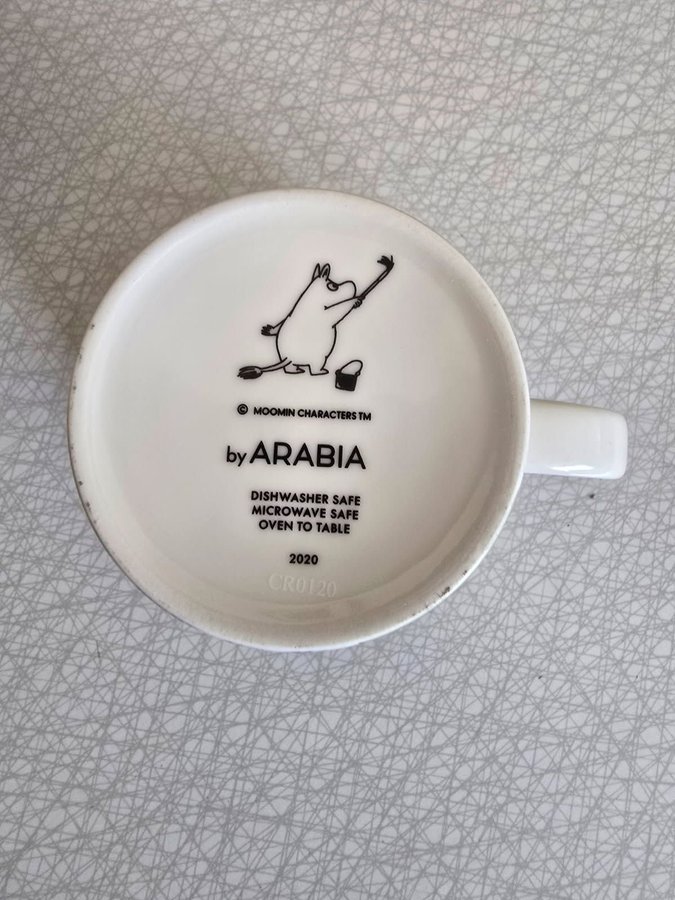 © MOOMIN CHARACTERS TM
by ARABIA
DISHWASHER SAFE
MICROWAVE SAFE
OVEN TO TABLE
2020
CR0120